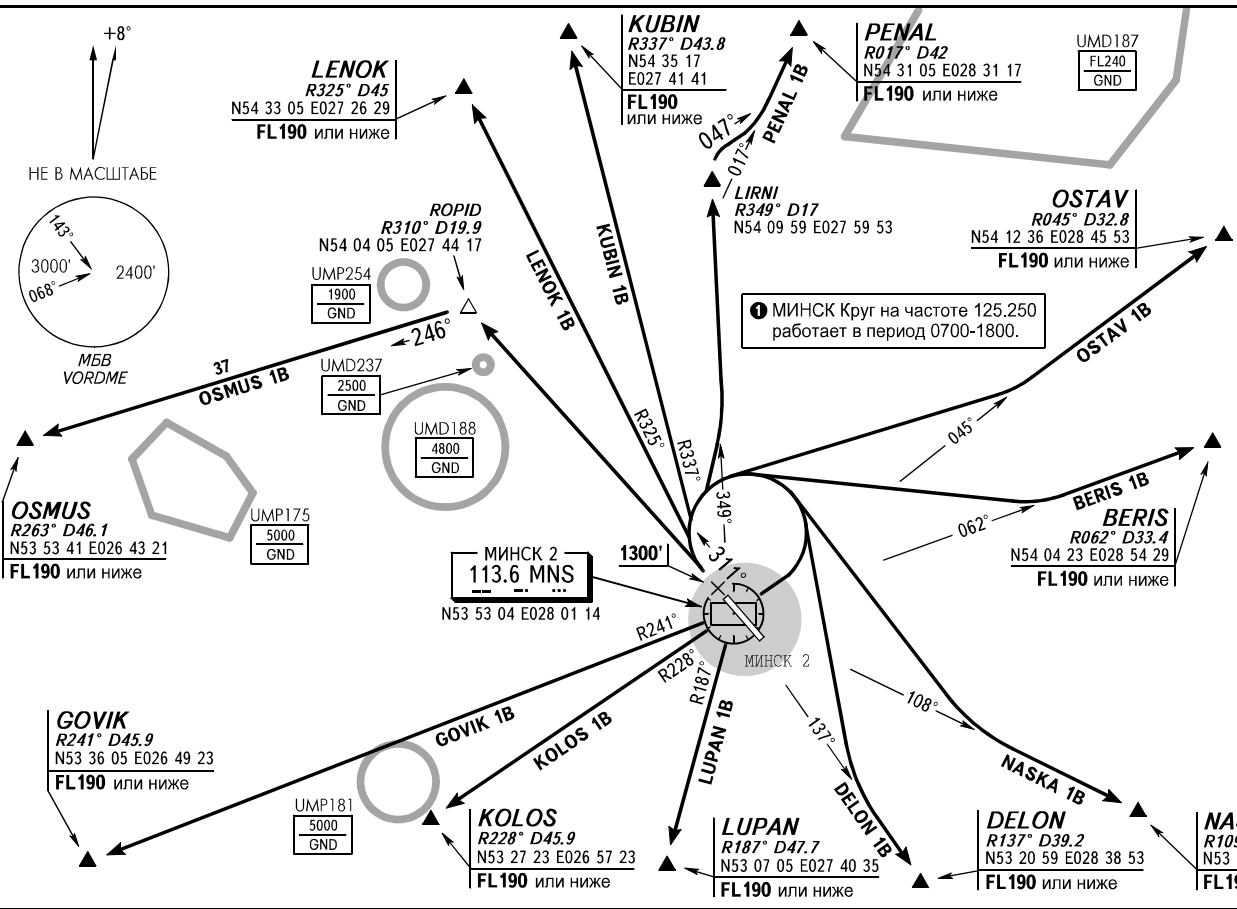 +8°
НЕ В МАСШТАБЕ
143°
3000'
2400'
068°
МБВ
VORDME
LENOK
R325° D45
N54 33 05 E027 26 29
FL190 или ниже
KUBIN
R337° D43.8
N54 35 17
E027 41 41
FL190
или ниже
PENAL
R017° D42
N54 31 05 E028 31 17
FL190 или ниже
UMD187
FL240
GND
PENAL 1B
047°
017°
LIRNI
R349° D17
N54 09 59 E027 59 53
OSTAV
R045° D32.8
N54 12 36 E028 45 53
FL190 или ниже
ROPID
R310° D19.9
N54 04 05 E027 44 17
UMP254
1900
GND
246°
37
OSMUS 1B
LENOK 1B
KUBIN 1B
❶ МИНСК Круг на частоте 125.250
работает в период 0700-1800.
OSTAV 1B
UMD237
2500
GND
UMD188
4800
GND
R325°
R337°
349°
045°
OSMUS
R263° D46.1
N53 53 41 E026 43 21
FL190 или ниже
UMP175
5000
GND
BERIS 1B
062°
BERIS
R062° D33.4
N54 04 23 E028 54 29
FL190 или ниже
МИНСК 2
113.6 MNS
N53 53 04 E028 01 14
1300'
311°
R241°
R228°
R187°
МИНСК 2
108°
137°
GOVIK
R241° D45.9
N53 36 05 E026 49 23
FL190 или ниже
GOVIK 1B
KOLOS 1B
LUPAN 1B
DELON 1B
NASKA 1B
UMP181
5000
GND
KOLOS
R228° D45.9
N53 27 23 E026 57 23
FL190 или ниже
LUPAN
R187° D47.7
N53 07 05 E027 40 35
FL190 или ниже
DELON
R137° D39.2
N53 20 59 E028 38 53
FL190 или ниже
NA
R109
N53
FL19